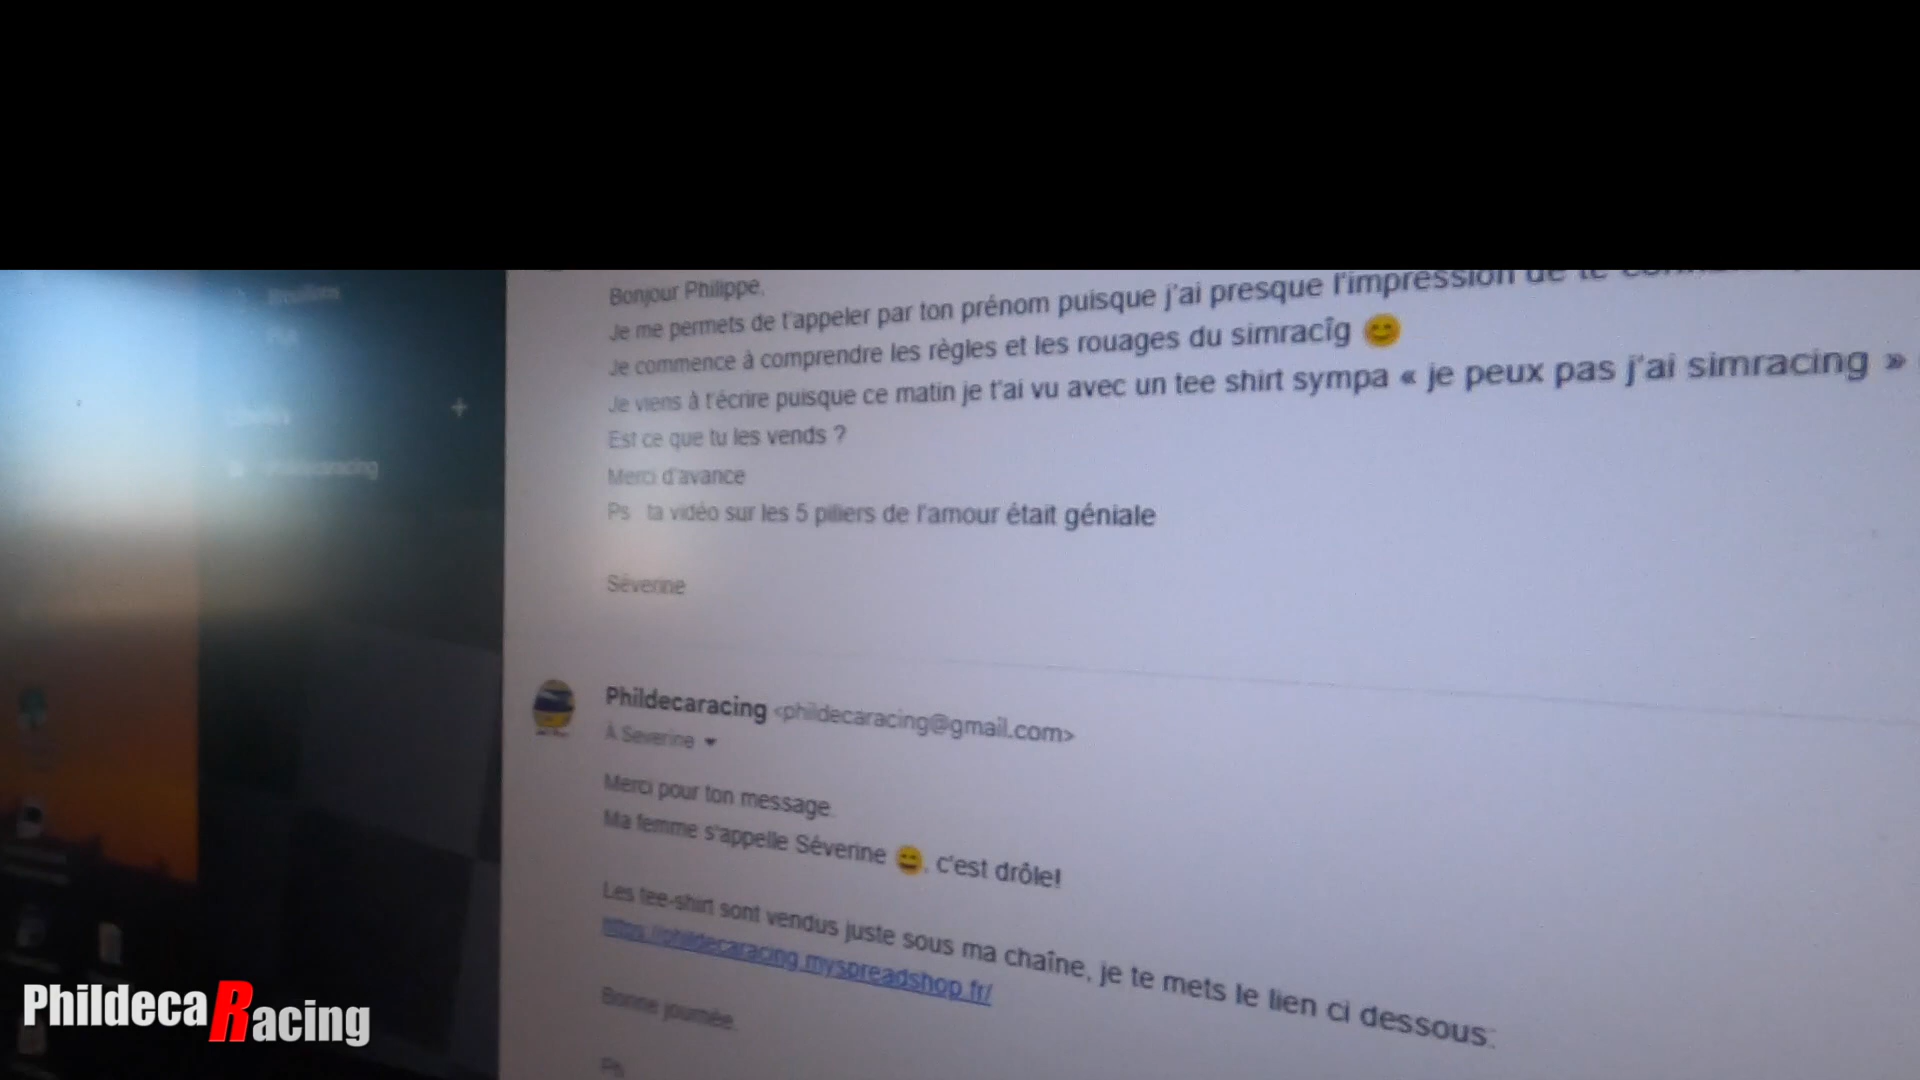 Bonjour Philippe,
Je me permets de t'appeler par ton prénom puisque j'ai presque l'impression de te
Je commence à comprendre les règles et les rouages du simracîg 😊
Je viens à t'écrire puisque ce matin je t'ai vu avec un tee shirt sympa « je peux pas j'ai simracing »
Est ce que tu les vends ?
Merci d'avance
Ps ta vidéo sur les 5 piliers de l'amour était géniale
Séverine
Phildecaracing <phildecaracing@gmail.com>
À Severine
Merci pour ton message.
Ma femme s'appelle Séverine 😄, c'est drôle!
Les tee-shirt sont vendus juste sous ma chaîne, je te mets le lien ci dessous:
https://phildecaracing.myspreadshop.fr/
Bonne journée.
Ph
PhildecaRacing